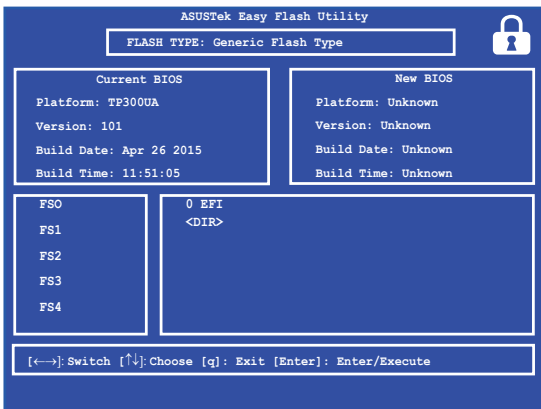 ASUSTek Easy Flash Utility
FLASH TYPE: Generic Flash Type
Current BIOS
Platform: TP300UA
Version: 101
Build Date: Apr 26 2015
Build Time: 11:51:05
New BIOS
Platform: Unknown
Version: Unknown
Build Date: Unknown
Build Time: Unknown
FSO
FS1
FS2
FS3
FS4
0 EFI
<DIR>
[←→]: Switch [↑↓]: Choose [q]: Exit [Enter]: Enter/Execute